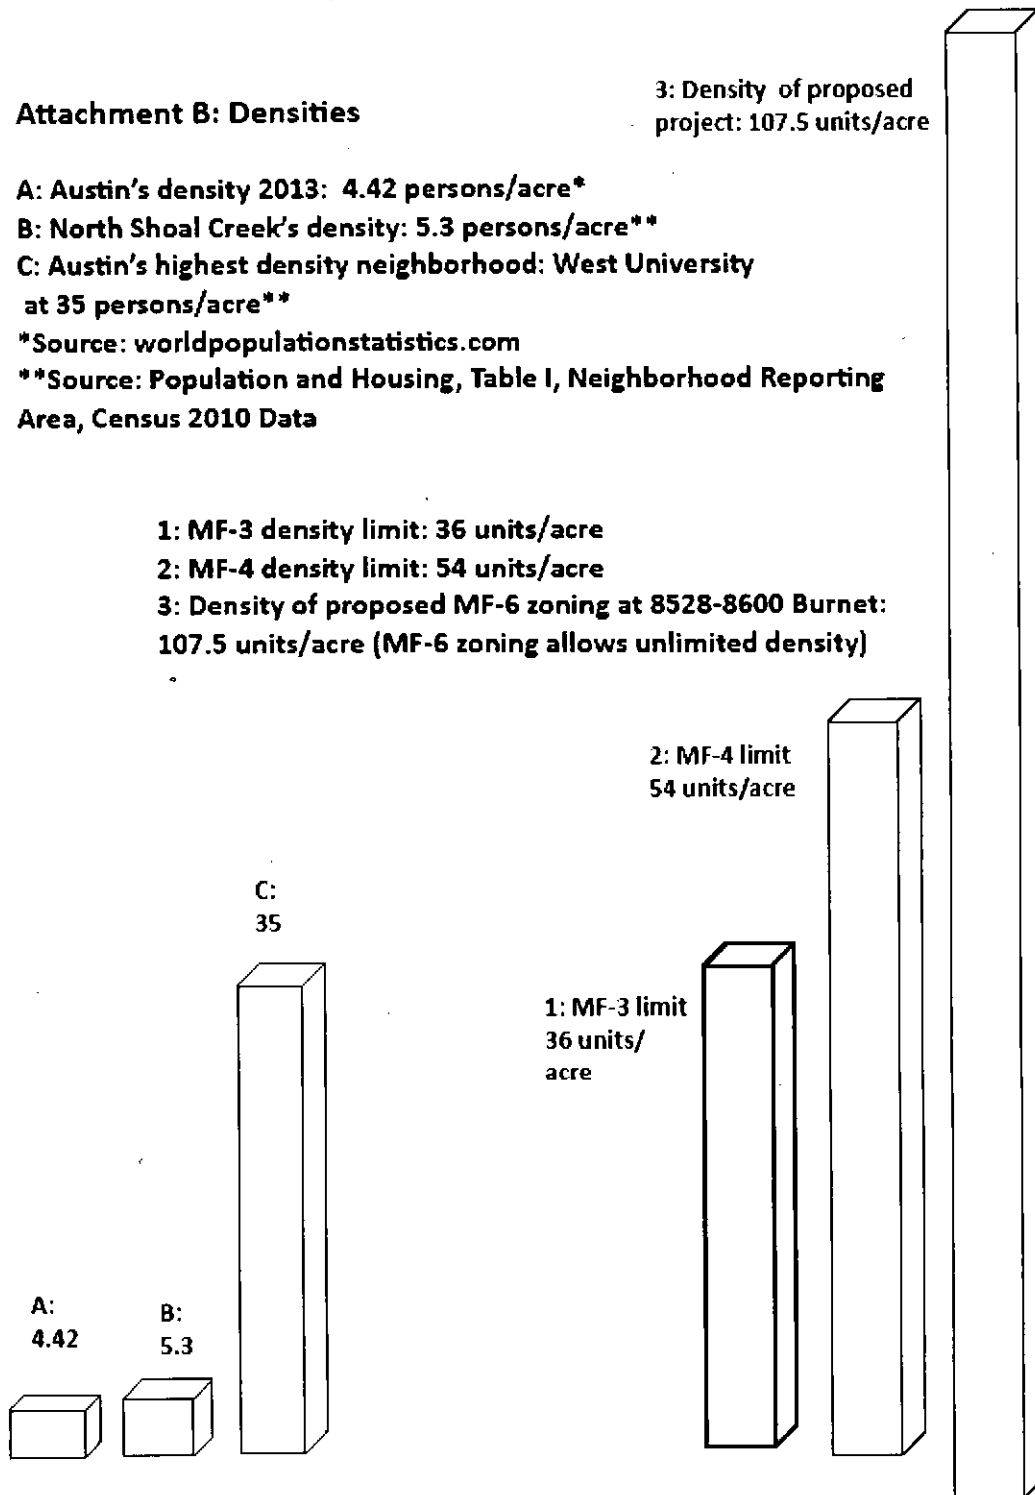 3: Density of proposed
project: 107.5 units/acre
Attachment B: Densities
A: Austin's density 2013: 4.42 persons/acre*
B: North Shoal Creek's density: 5.3 persons/acre**
C: Austin's highest density neighborhood: West University
at 35 persons/acre**
*Source: worldpopulationstatistics.com
**Source: Population and Housing, Table I, Neighborhood Reporting
Area, Census 2010 Data
1: MF-3 density limit: 36 units/acre
2: MF-4 density limit: 54 units/acre
3: Density of proposed MF-6 zoning at 8528-8600 Burnet:
107.5 units/acre (MF-6 zoning allows unlimited density)
2: MF-4 limit
54 units/acre
C:
35
1: MF-3 limit
36 units/
acre
A:
4.42
B:
5.3